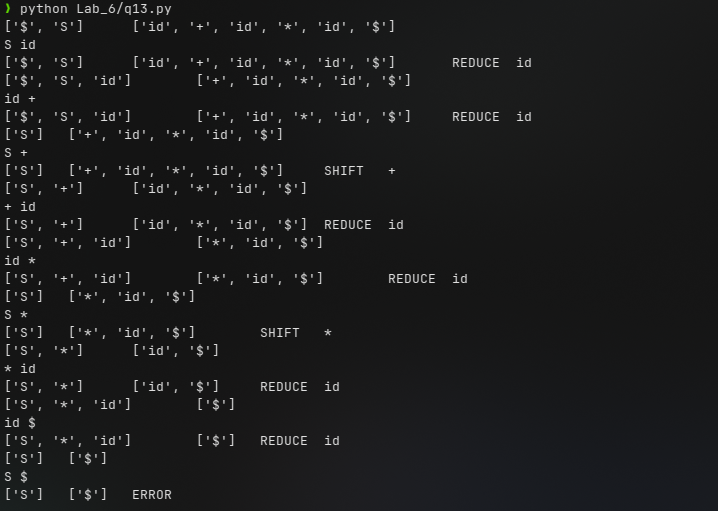 ❯ python Lab_6/q13.py
['$', 'S']      ['id', '+', 'id', '*', 'id', '$']
S id
['$', 'S']      ['id', '+', 'id', '*', 'id', '$']       REDUCE  id
['$', 'S', 'id']        ['+', 'id', '*', 'id', '$']
id +
['$', 'S', 'id']        ['+', 'id', '*', 'id', '$']     REDUCE  id
['S']   ['+', 'id', '*', 'id', '$']
S +
['S']   ['+', 'id', '*', 'id', '$']     SHIFT   +
['S', '+']      ['id', '*', 'id', '$']
+ id
['S', '+']      ['id', '*', 'id', '$']  REDUCE  id
['S', '+', 'id']        ['*', 'id', '$']
id *
['S', '+', 'id']        ['*', 'id', '$']        REDUCE  id
['S']   ['*', 'id', '$']
S *
['S']   ['*', 'id', '$']        SHIFT   *
['S', '*']      ['id', '$']
* id
['S', '*']      ['id', '$']     REDUCE  id
['S', '*', 'id']        ['$']
id $
['S', '*', 'id']        ['$']   REDUCE  id
['S']   ['$']
S $
['S']   ['$']   ERROR